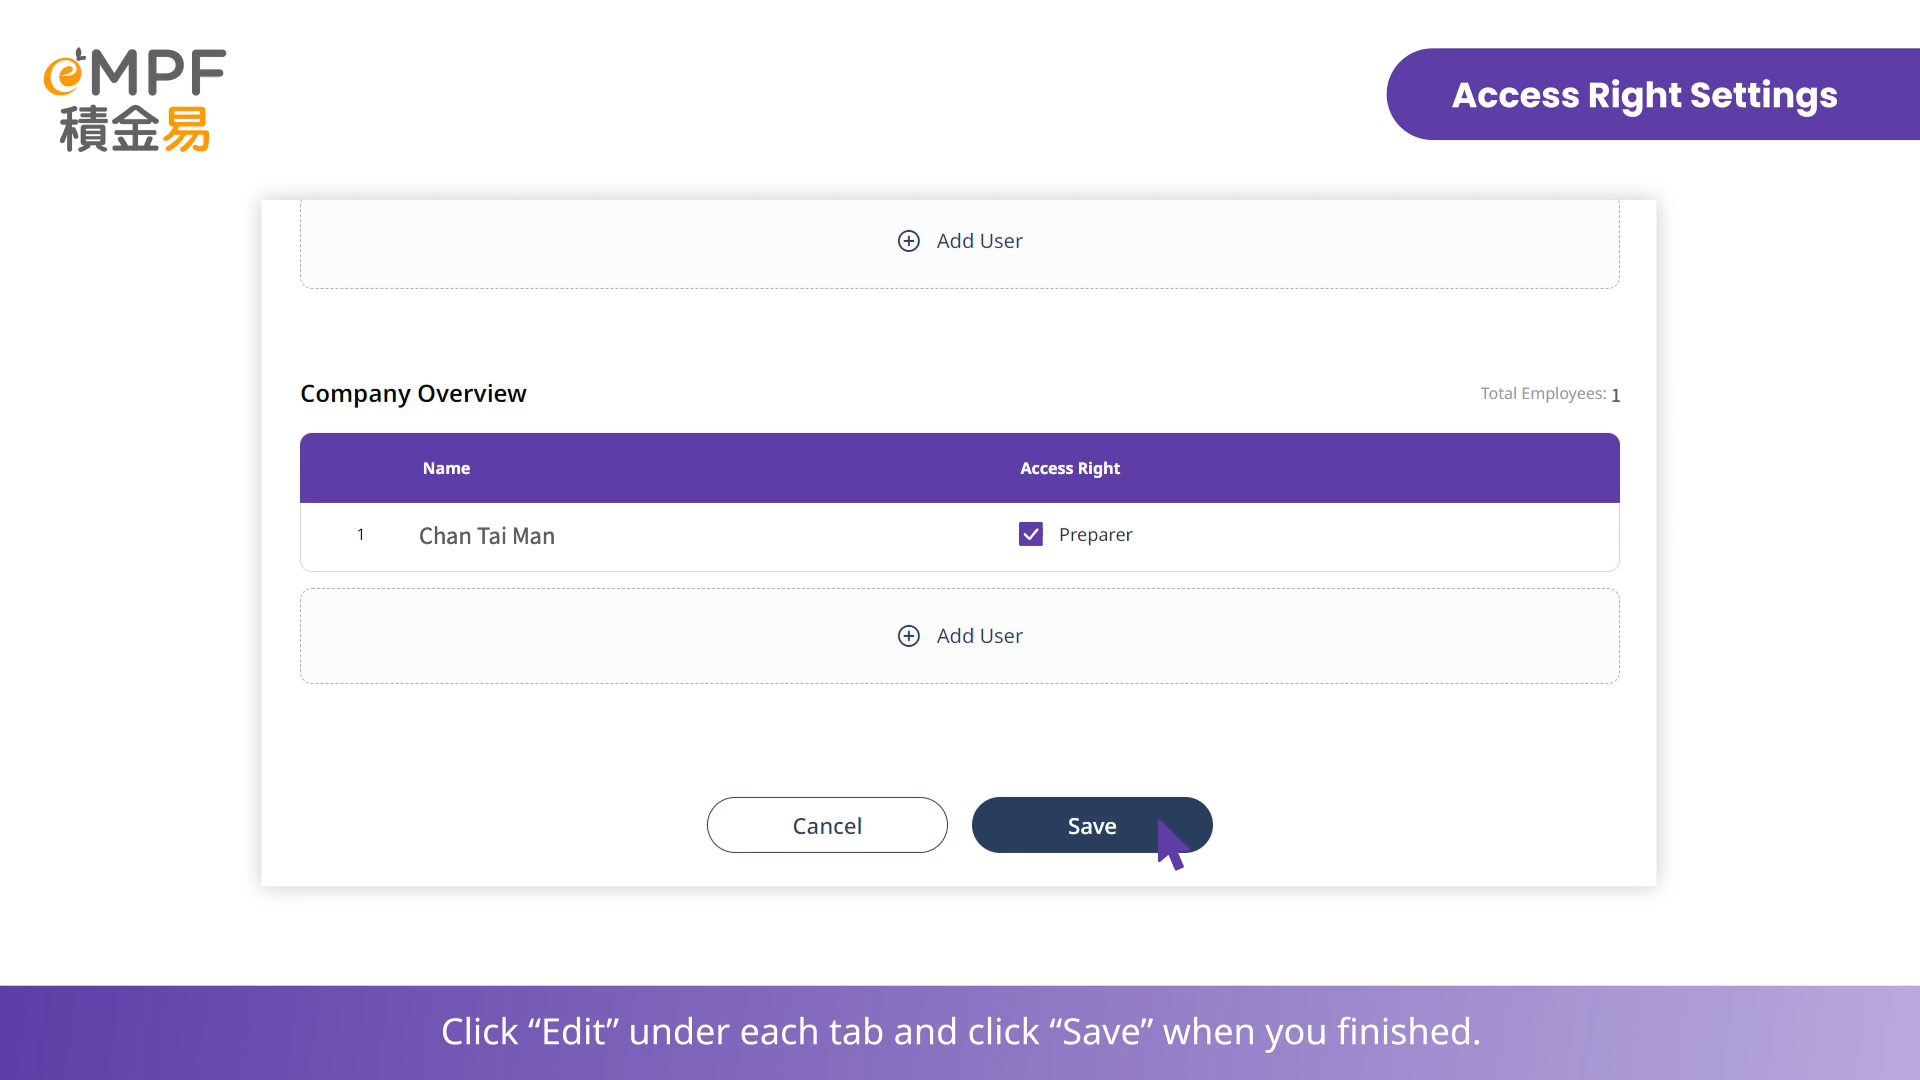 eMPF
積金易
Access Right Settings
Add User
Company Overview
Total Employees: 1
Name Access Right
1 Chan Tai Man Preparer
Add User
Cancel Save
Click “Edit” under each tab and click “Save” when you finished.